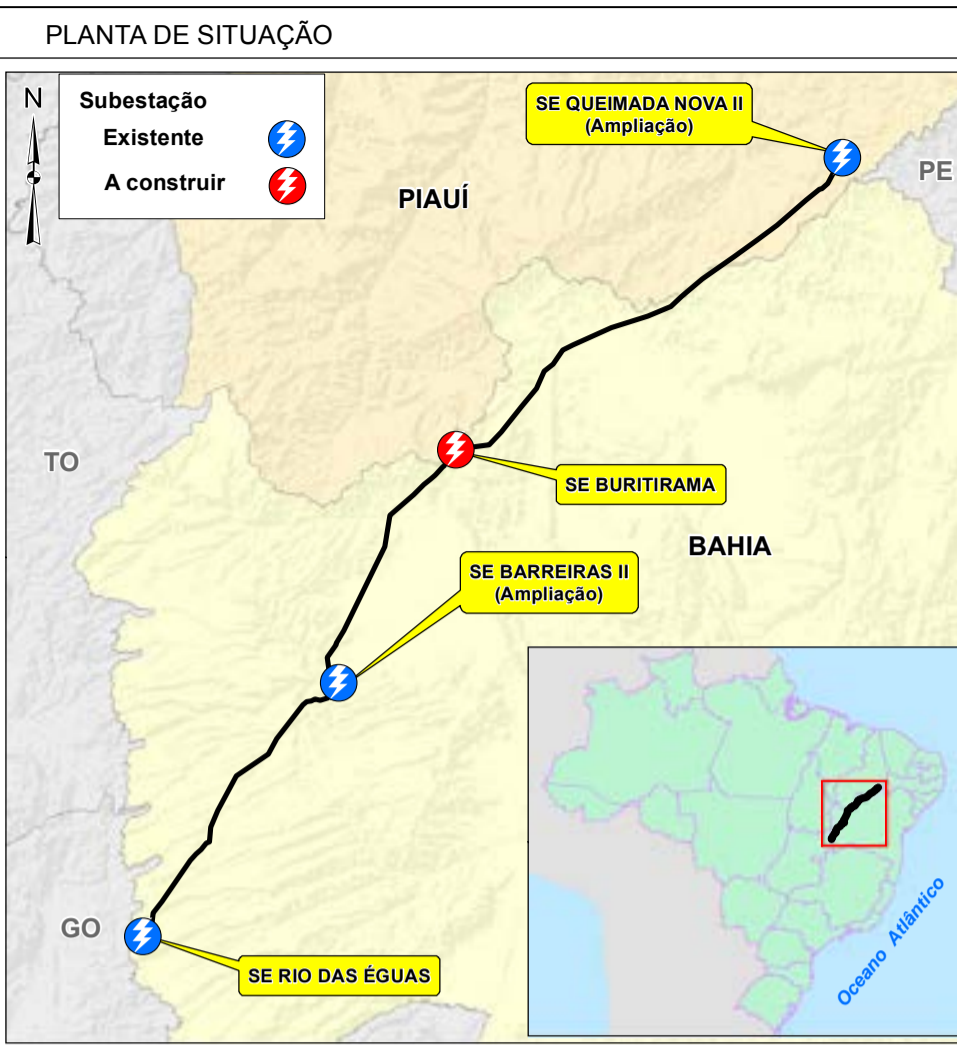 PLANTA DE SITUAÇÃO
N
Subestação
Existente
A construir
SE QUEIMADA NOVA II
(Ampliação)
PE
PIAUÍ
TO
SE BURITIRAMA
BAHIA
SE BARREIRAS II
(Ampliação)
GO
SE RIO DAS ÉGUAS
Oceano Atlântico